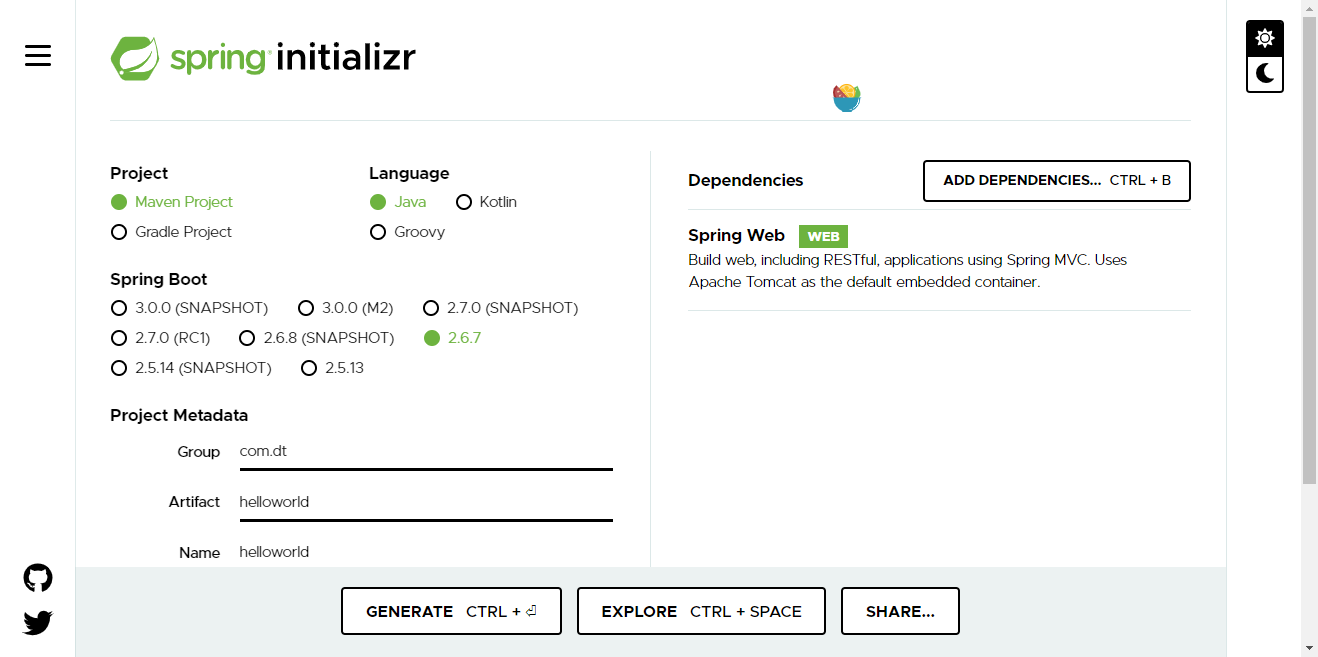 spring initializr
Project
Maven Project
Gradle Project
Language
Java Kotlin
Groovy
Spring Boot
3.0.0 (SNAPSHOT) 3.0.0 (M2) 2.7.0 (SNAPSHOT)
2.7.0 (RC1) 2.6.8 (SNAPSHOT) 2.6.7
2.5.14 (SNAPSHOT) 2.5.13
Project Metadata
Group com.dt
Artifact helloworld
Name helloworld
Dependencies ADD DEPENDENCIES... CTRL + B
Spring Web WEB
Build web, including RESTful, applications using Spring MVC. Uses
Apache Tomcat as the default embedded container.
GENERATE CTRL + ⏎ EXPLORE CTRL + SPACE SHARE...